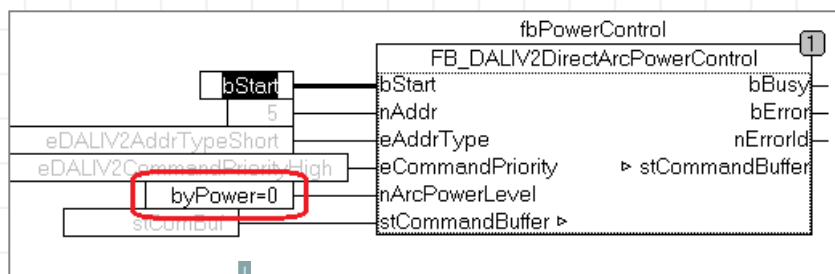 fbPowerControl
1
FB_DALIV2DirectArcPowerControl
bStart bStart bBusy
5 nAddr bError
eDALIV2AddrTypeShort eAddrType nErrorId
eDALIV2CommandPriorityHigh eCommandPriority ▹ stCommandBuffer
byPower=0 nArcPowerLevel
stComBuf stCommandBuffer ▹